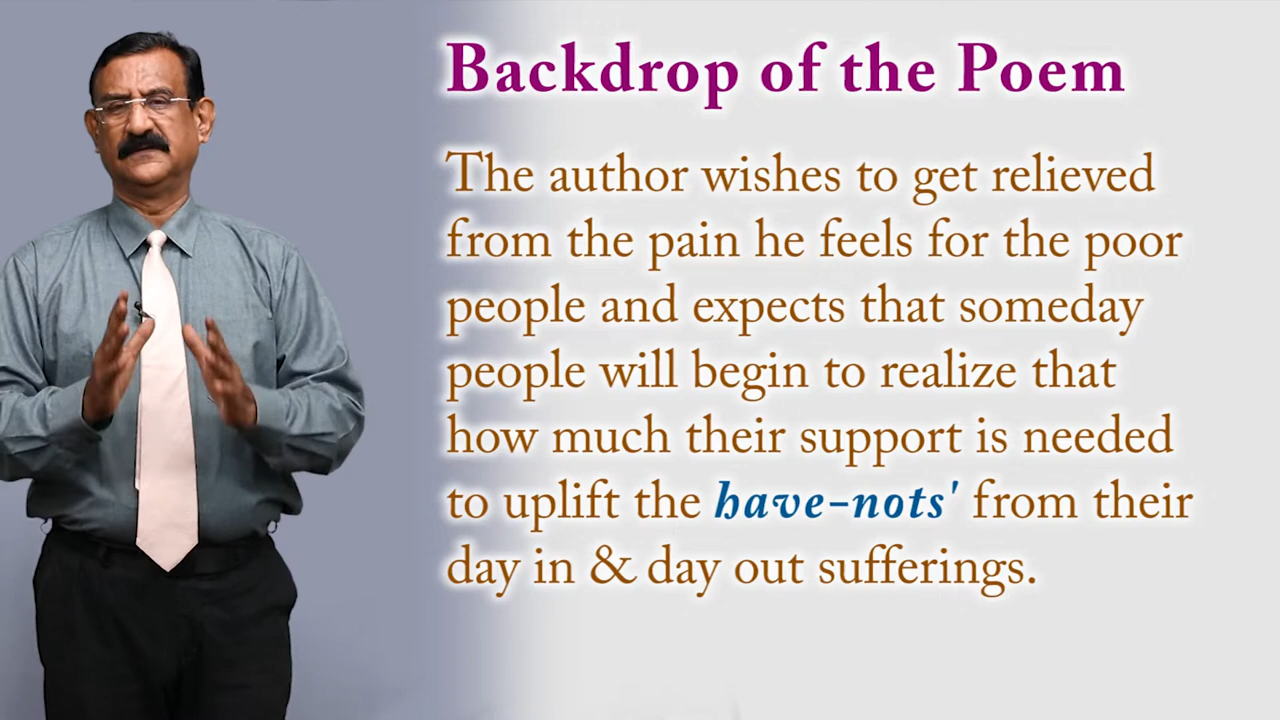 Backdrop of the Poem
The author wishes to get relieved
from the pain he feels for the poor
people and expects that someday
people will begin to realize that
how much their support is needed
to uplift the have-nots' from their
day in & day out sufferings.